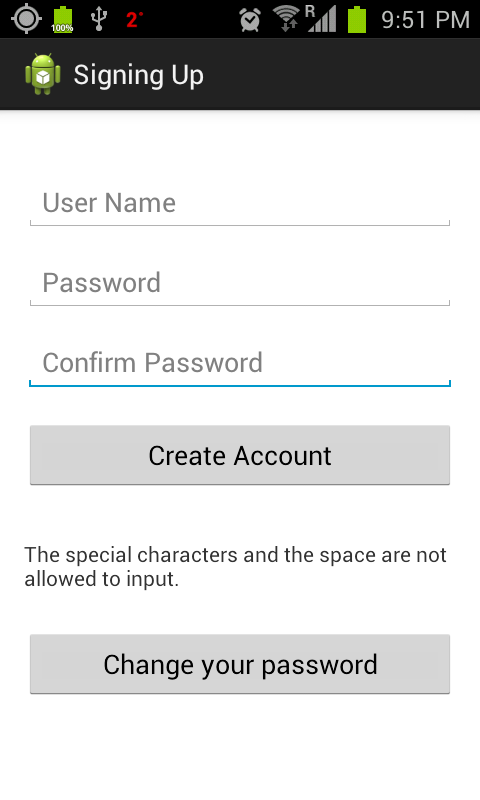 100%
2°
R
9:51 PM
Signing Up
User Name
Password
Confirm Password
Create Account
The special characters and the space are not
allowed to input.
Change your password